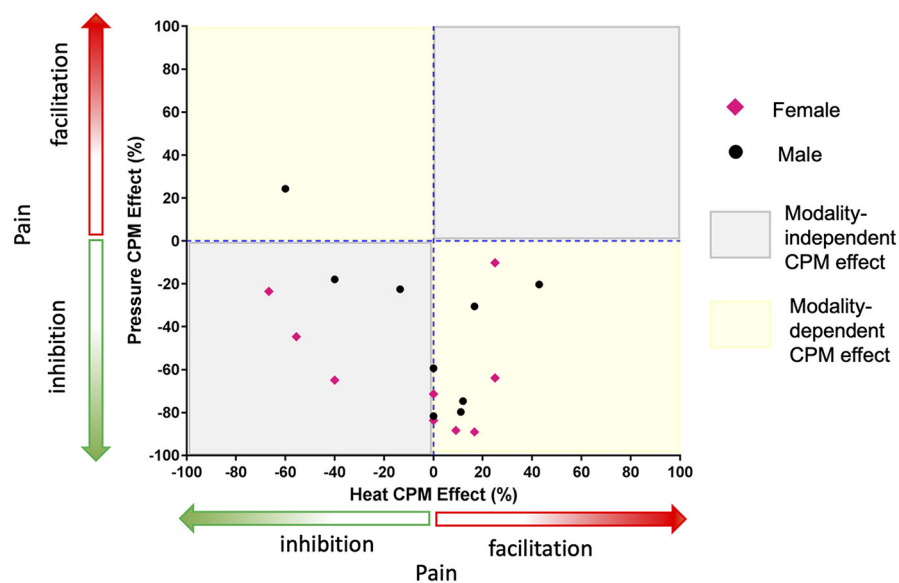 facilitation
Pain
inhibition
Pressure CPM Effect (%)
100
80
60
40
20
0
-20
-40
-60
-80
-100
-100
-80
-60
-40
-20
0
20
40
60
80
100
Heat CPM Effect (%)
inhibition
facilitation
Pain
Female
Male
Modality-
independent
CPM effect
Modality-
dependent
CPM effect